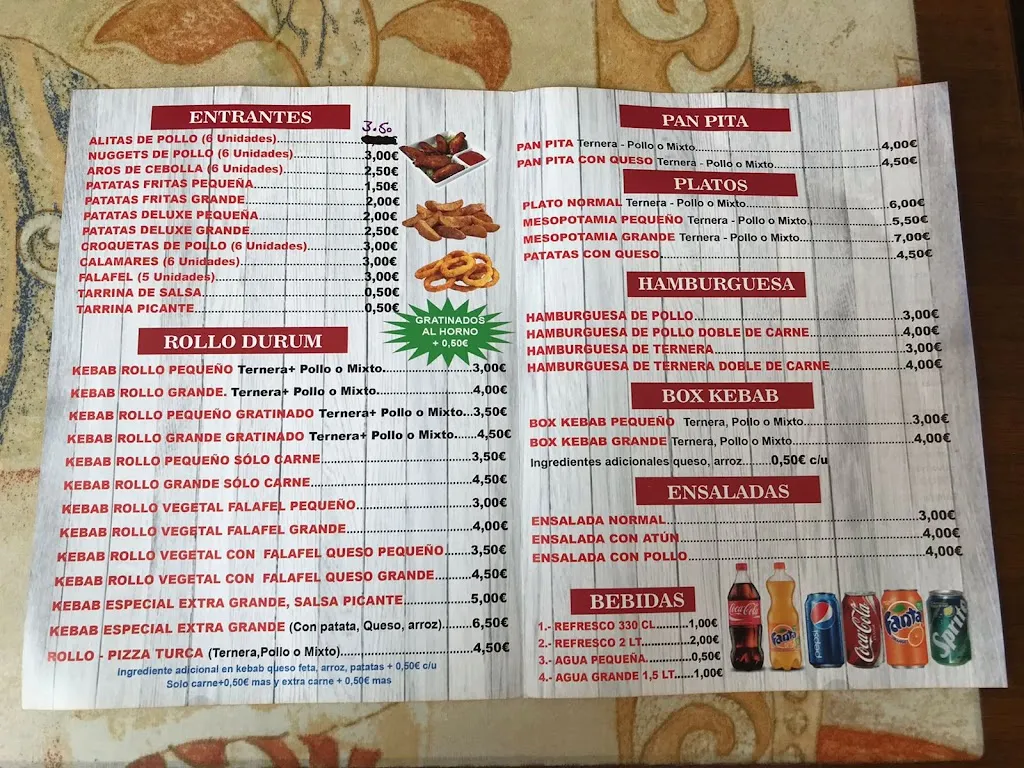 ENTRANTES
3.50
ALITAS DE POLLO (6 Unidades)
NUGGETS DE POLLO (6 Unidades)...3,00€
AROS DE CEBOLLA (6 Unidades)...2,50€
PATATAS FRITAS PEQUEÑA...1,50€
PATATAS FRITAS GRANDE...2,00€
PATATAS DELUXE PEQUEÑA...2,00€
PATATAS DELUXE GRANDE...2,50€
CROQUETAS DE POLLO (6 Unidades)...3,00€
CALAMARES (6 Unidades)...3,00€
FALAFEL (5 Unidades)...3,00€
TARRINA DE SALSA...0,50€
TARRINA PICANTE...0,50€
GRATINADOS
AL HORNO
+ 0,50€
ROLLO DURUM
KEBAB ROLLO PEQUEÑO Ternera+ Pollo o Mixto...3,00€
KEBAB ROLLO GRANDE. Ternera+ Pollo o Mixto...4,00€
KEBAB ROLLO PEQUEÑO GRATINADO Ternera+ Pollo o Mixto...3,50€
KEBAB ROLLO GRANDE GRATINADO Ternera+ Pollo o Mixto...4,50€
KEBAB ROLLO PEQUEÑO SÓLO CARNE...3,50€
KEBAB ROLLO GRANDE SÓLO CARNE...4,50€
KEBAB ROLLO VEGETAL FALAFEL PEQUEÑO...3,00€
KEBAB ROLLO VEGETAL FALAFEL GRANDE...4,00€
KEBAB ROLLO VEGETAL CON FALAFEL QUESO PEQUEÑO...3,50€
KEBAB ROLLO VEGETAL CON FALAFEL QUESO GRANDE...4,50€
KEBAB ESPECIAL EXTRA GRANDE, SALSA PICANTE...5,00€
KEBAB ESPECIAL EXTRA GRANDE (Con patata, Queso, arroz)...6,50€
ROLLO - PIZZA TURCA (Ternera,Pollo o Mixto)...4,50€
Ingrediente adicional en kebab queso feta, arroz, patatas + 0,50€ c/u
Solo carne+0,50€ mas y extra carne + 0,50€ mas
PAN PITA
PAN PITA Ternera - Pollo o Mixto...4,00€
PAN PITA CON QUESO Ternera - Pollo o Mixto...4,50€
PLATOS
PLATO NORMAL Ternera - Pollo o Mixto...6,00€
MESOPOTAMIA PEQUEÑO Ternera - Pollo o Mixto...5,50€
MESOPOTAMIA GRANDE Ternera - Pollo o Mixto...7,00€
PATATAS CON QUESO...4,50€
HAMBURGUESA
HAMBURGUESA DE POLLO...3,00€
HAMBURGUESA DE POLLO DOBLE DE CARNE...4,00€
HAMBURGUESA DE TERNERA...3,00€
HAMBURGUESA DE TERNERA DOBLE DE CARNE...4,00€
BOX KEBAB
BOX KEBAB PEQUEÑO Ternera, Pollo o Mixto...3,00€
BOX KEBAB GRANDE Ternera, Pollo o Mixto...4,00€
Ingredientes adicionales queso, arroz...0,50€ c/u
ENSALADAS
ENSALADA NORMAL...3,00€
ENSALADA CON ATÚN...4,00€
ENSALADA CON POLLO...4,00€
BEBIDAS
1.- REFRESCO 330 CL...1,00€
2.- REFRESCO 2 LT...2,00€
3.- AGUA PEQUEÑA...0,50€
4.- AGUA GRANDE 1,5 LT...1,00€
Coca-Cola
Fanta
pepsi
Coca-Cola
Fanta
Sprite